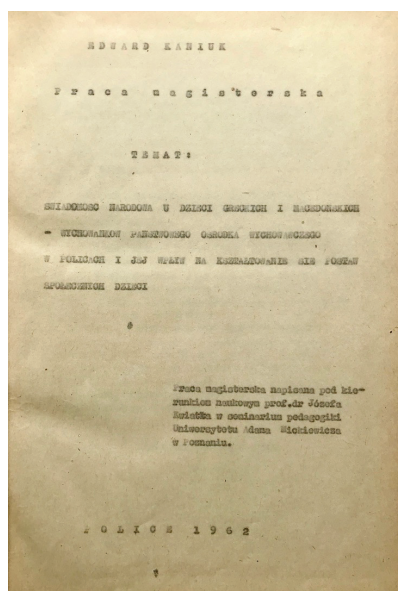 EDWARD KANIUK
Praca magisterska
TEMAT:
ŚWIADOMOŚĆ NARODOWA U DZIECI GRECKICH I MACEDOŃSKICH
- WYCHOWANKÓW PAŃSTWOWEGO OŚRODKA WYCHOWAWCZEGO
W POLICACH I JEJ WPŁYW NA KSZTAŁTOWANIE SIĘ POSTAW
SPOŁECZNYCH DZIECI
Praca magisterska napisana pod kie-
runkiem naukowym prof.dr Józefa
Kwiatka w seminarium pedagogiki
Uniwersytetu Adama Mickiewicza
w Poznaniu.
POLICE 1962